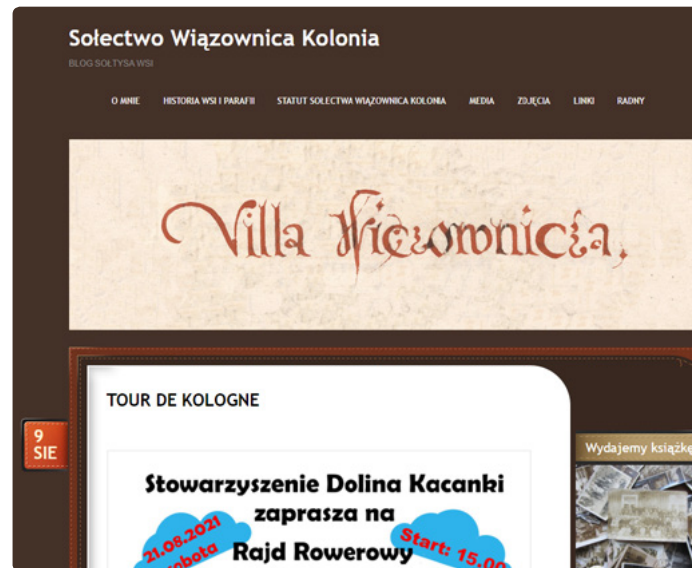 Sołectwo Wiązownica Kolonia
BLOG SOŁTYSA WSI
O MNIE HISTORIA WSI I PARAFII STATUT SOŁECTWA WIĄZOWNICA KOLONIA MEDIA ZDJĘCIA LINKI RADNY
Villa Więzownicia,
TOUR DE KOLOGNE
9
SIE
Wydajemy książkę
Stowarzyszenie Dolina Kacanki
zaprasza na
21.08.2021
sobota
Rajd Rowerowy
Start: 15.00